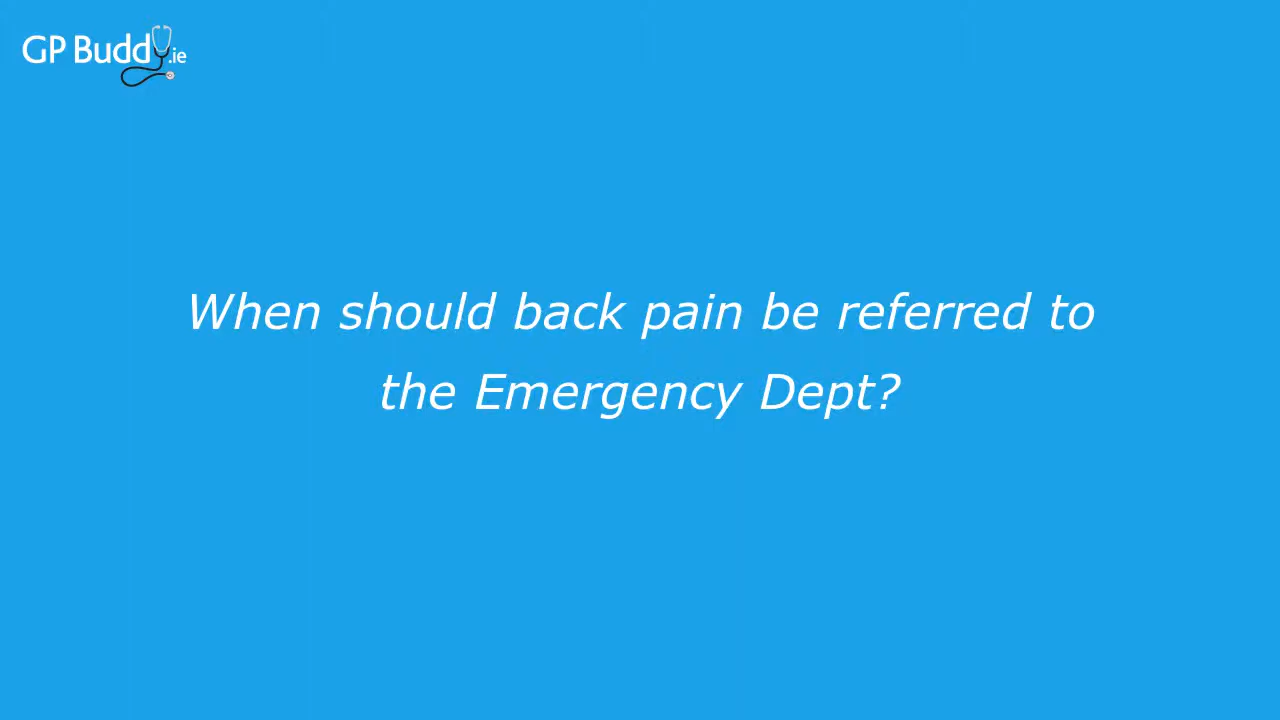 GP Buddy.ie
When should back pain be referred to
the Emergency Dept?